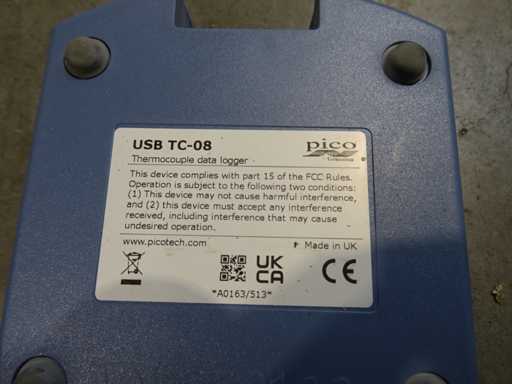 USB TC-08
Thermocouple data logger
pico
Technology
This device complies with part 15 of the FCC Rules.
Operation is subject to the following two conditions:
(1) This device may not cause harmful interference,
and (2) this device must accept any interference
received, including interference that may cause
undesired operation.
www.picotech.com
Made in UK
UK
CA
CE
*A0163/513*